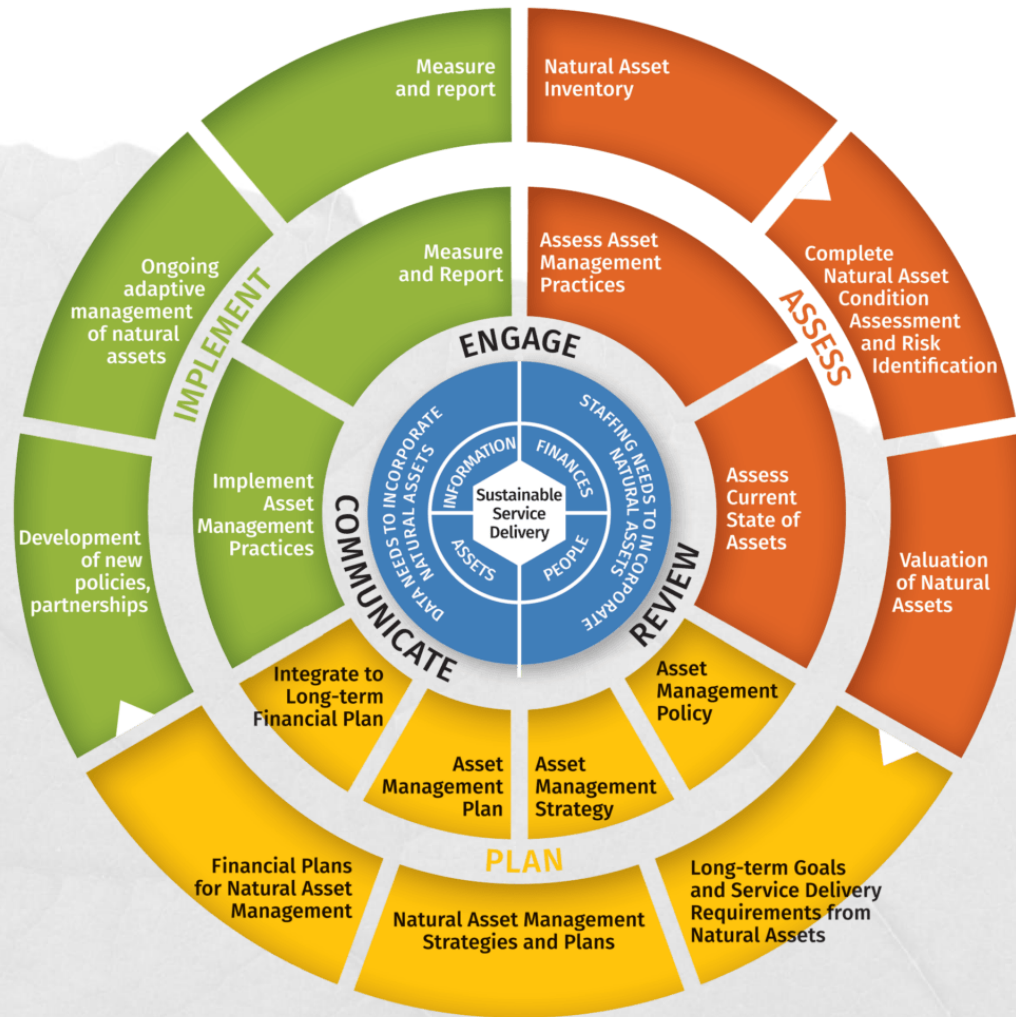 Measure
and report
Natural Asset
Inventory
Ongoing
adaptive
management
of natural
assets
IMPLEMENT
Measure
and Report
Assess Asset
Management
Practices
ASSESS
Complete
Natural Asset
Condition
Assessment
and Risk
Identification
ENGAGE
Development
of new
policies,
partnerships
Implement
Asset
Management
Practices
COMMUNICATE
DATA NEEDS TO INCORPORATE
NATURAL ASSETS
INFORMATION
FINANCES
Sustainable
Service
Delivery
ASSETS
PEOPLE
STAFFING NEEDS TO INCORPORATE
NATURAL ASSETS
REVIEW
Assess
Current
State of
Assets
Valuation
of Natural
Assets
Integrate to
Long-term
Financial Plan
Asset
Management
Plan
Asset
Management
Strategy
Asset
Management
Policy
PLAN
Financial Plans
for Natural Asset
Management
Natural Asset Management
Strategies and Plans
Long-term Goals
and Service Delivery
Requirements from
Natural Assets